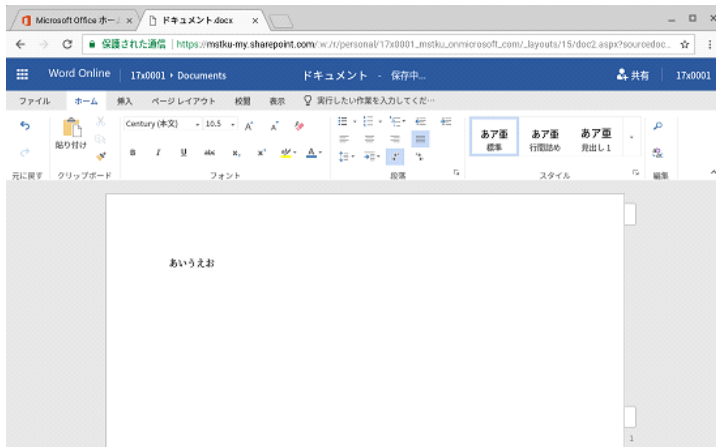 Microsoft Office ホーム
ドキュメント.docx
保護された通信 https://mstku-my.sharepoint.com/:w:/r/personal/17x0001_mstku_onmicrosoft_com/_layouts/15/doc2.aspx?sourcedoc...
Word Online 17x0001 ▸ Documents ドキュメント - 保存中... 共有 17x0001
ファイル ホーム 挿入 ページ レイアウト 校閲 表示 実行したい作業を入力してくだ…
Century (本文) 10.5
貼り付け
B I U abc x₂ x² A
あア亜 あア亜 あア亜
標準 行間詰め 見出し 1
元に戻す クリップボード フォント 段落 スタイル 編集
あいうえお
1